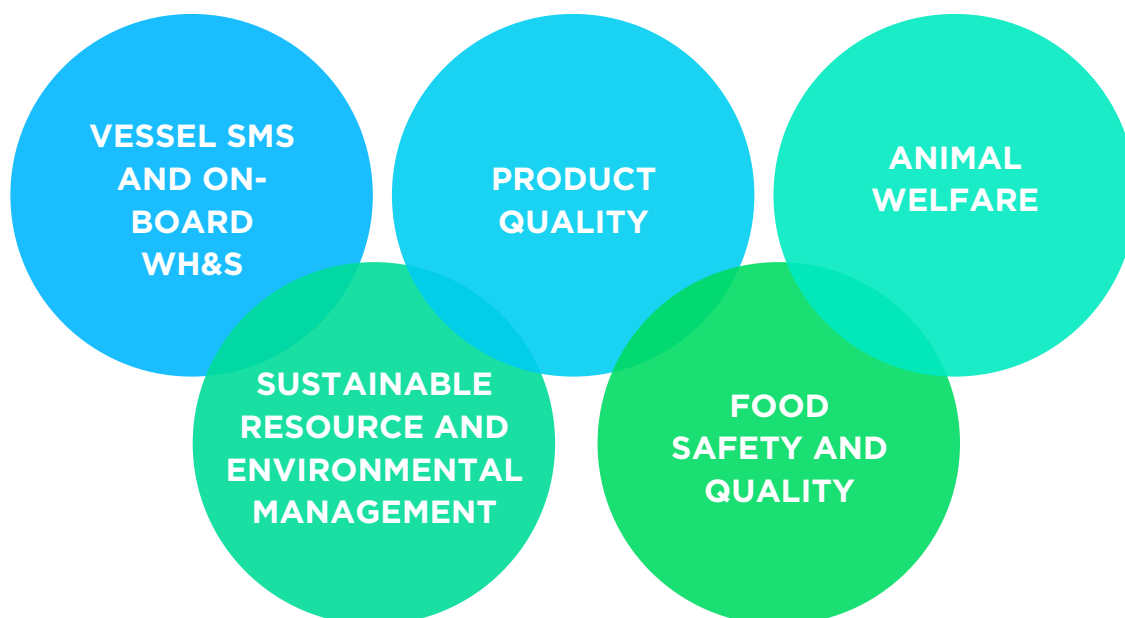 VESSEL SMS
AND ON-
BOARD
WH&S
PRODUCT
QUALITY
ANIMAL
WELFARE
SUSTAINABLE
RESOURCE AND
ENVIRONMENTAL
MANAGEMENT
FOOD
SAFETY AND
QUALITY